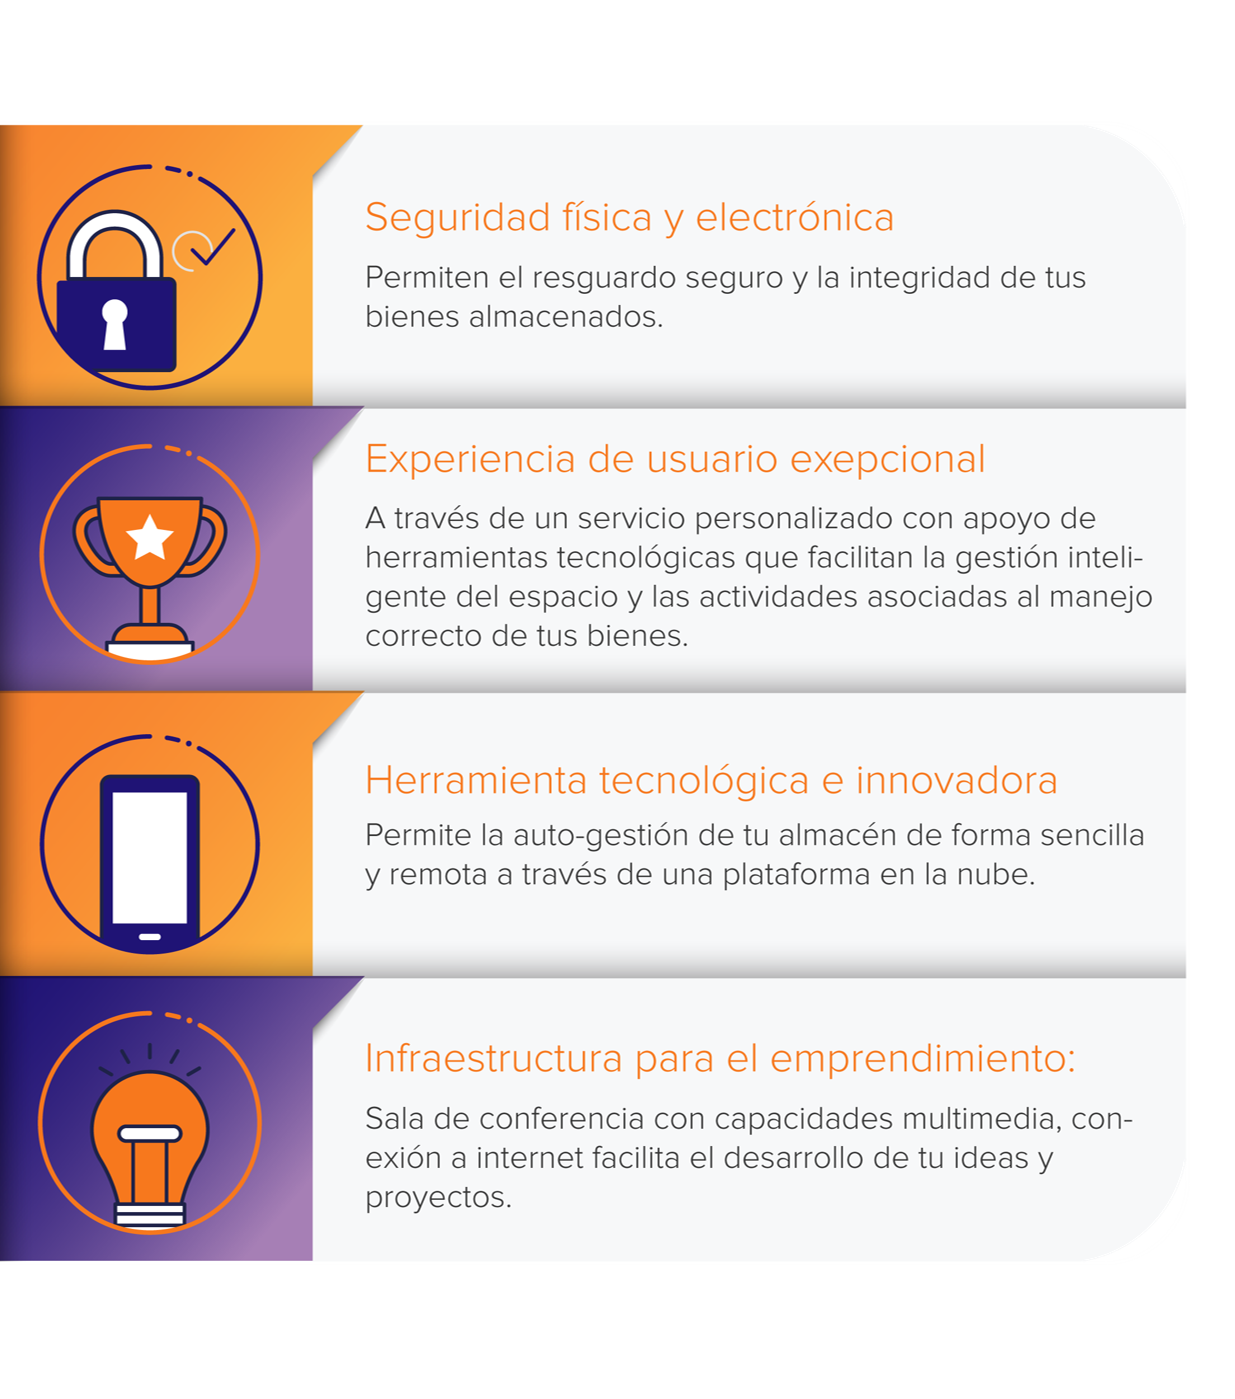 Seguridad física y electrónica
Permiten el resguardo seguro y la integridad de tus
bienes almacenados.
Experiencia de usuario exepcional
A través de un servicio personalizado con apoyo de
herramientas tecnológicas que facilitan la gestión inteli-
gente del espacio y las actividades asociadas al manejo
correcto de tus bienes.
Herramienta tecnológica e innovadora
Permite la auto-gestión de tu almacén de forma sencilla
y remota a través de una plataforma en la nube.
Infraestructura para el emprendimiento:
Sala de conferencia con capacidades multimedia, con-
exión a internet facilita el desarrollo de tu ideas y
proyectos.